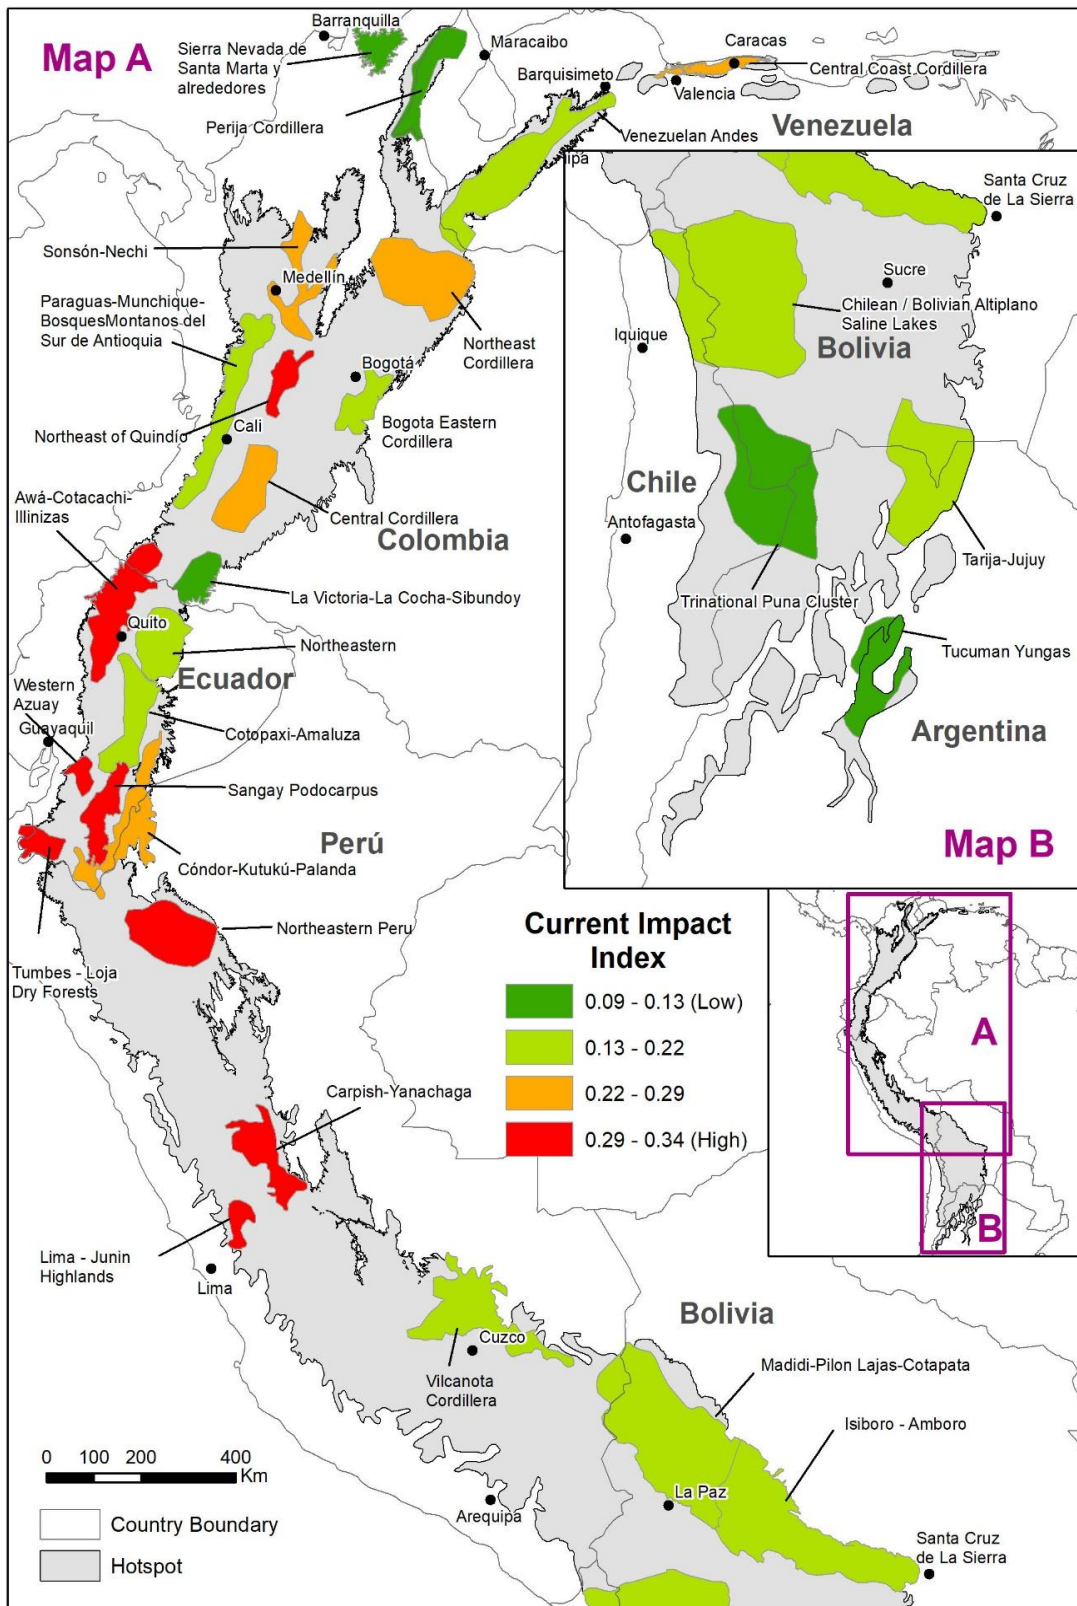 Map A
Barranquilla
Sierra Nevada de
Santa Marta y
alrededores
Maracaibo
Perija Cordillera
Barquisimeto
Caracas
Central Coast Cordillera
Valencia
Venezuela
Venezuelan Andes
ipa
Sonsón-Nechi
Medellín
Paraguas-Munchique-
BosquesMontanos del
Sur de Antioquia
Northeast
Cordillera
Bogotá
Northeast of Quindío
Cali
Bogota Eastern
Cordillera
Awá-Cotacachi-
Illinizas
Central Cordillera
Colombia
La Victoria-La Cocha-Sibundoy
Quito
Northeastern
Ecuador
Western
Azuay
Guayaquil
Cotopaxi-Amaluza
Sangay Podocarpus
Perú
Cóndor-Kutukú-Palanda
Northeastern Peru
Tumbes - Loja
Dry Forests
Carpish-Yanachaga
Lima - Junin
Highlands
Lima
Cuzco
Vilcanota
Cordillera
Bolivia
Madidi-Pilon Lajas-Cotapata
Isiboro - Amboro
La Paz
Arequipa
Santa Cruz
de La Sierra
Santa Cruz
de La Sierra
Sucre
Chilean / Bolivian Altiplano
Saline Lakes
Bolivia
Iquique
Chile
Antofagasta
Tarija-Jujuy
Trinational Puna Cluster
Tucuman Yungas
Argentina
Map B
Current Impact
Index
0.09 - 0.13 (Low)
0.13 - 0.22
0.22 - 0.29
0.29 - 0.34 (High)
A
B
0 100 200 400
Km
Country Boundary
Hotspot